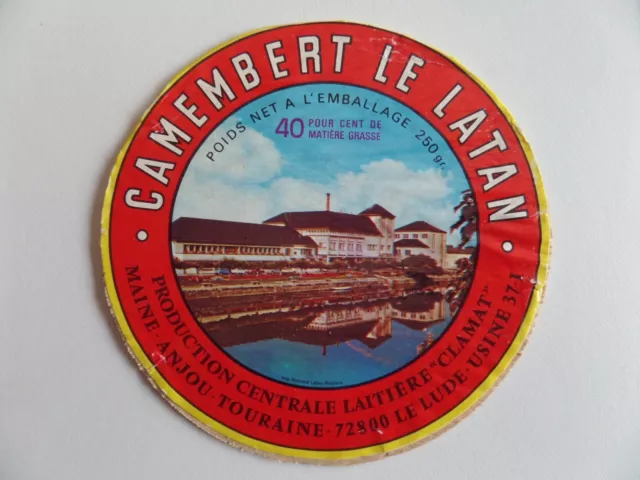 • CAMEMBERT LE LATAN •
POIDS NET A L'EMBALLAGE 250 gr.
40 POUR CENT DE
MATIÈRE GRASSE
PRODUCTION CENTRALE LAITIÈRE "CLAMAT"
MAINE - ANJOU - TOURAINE - 72800 LE LUDE - USINE 37-J